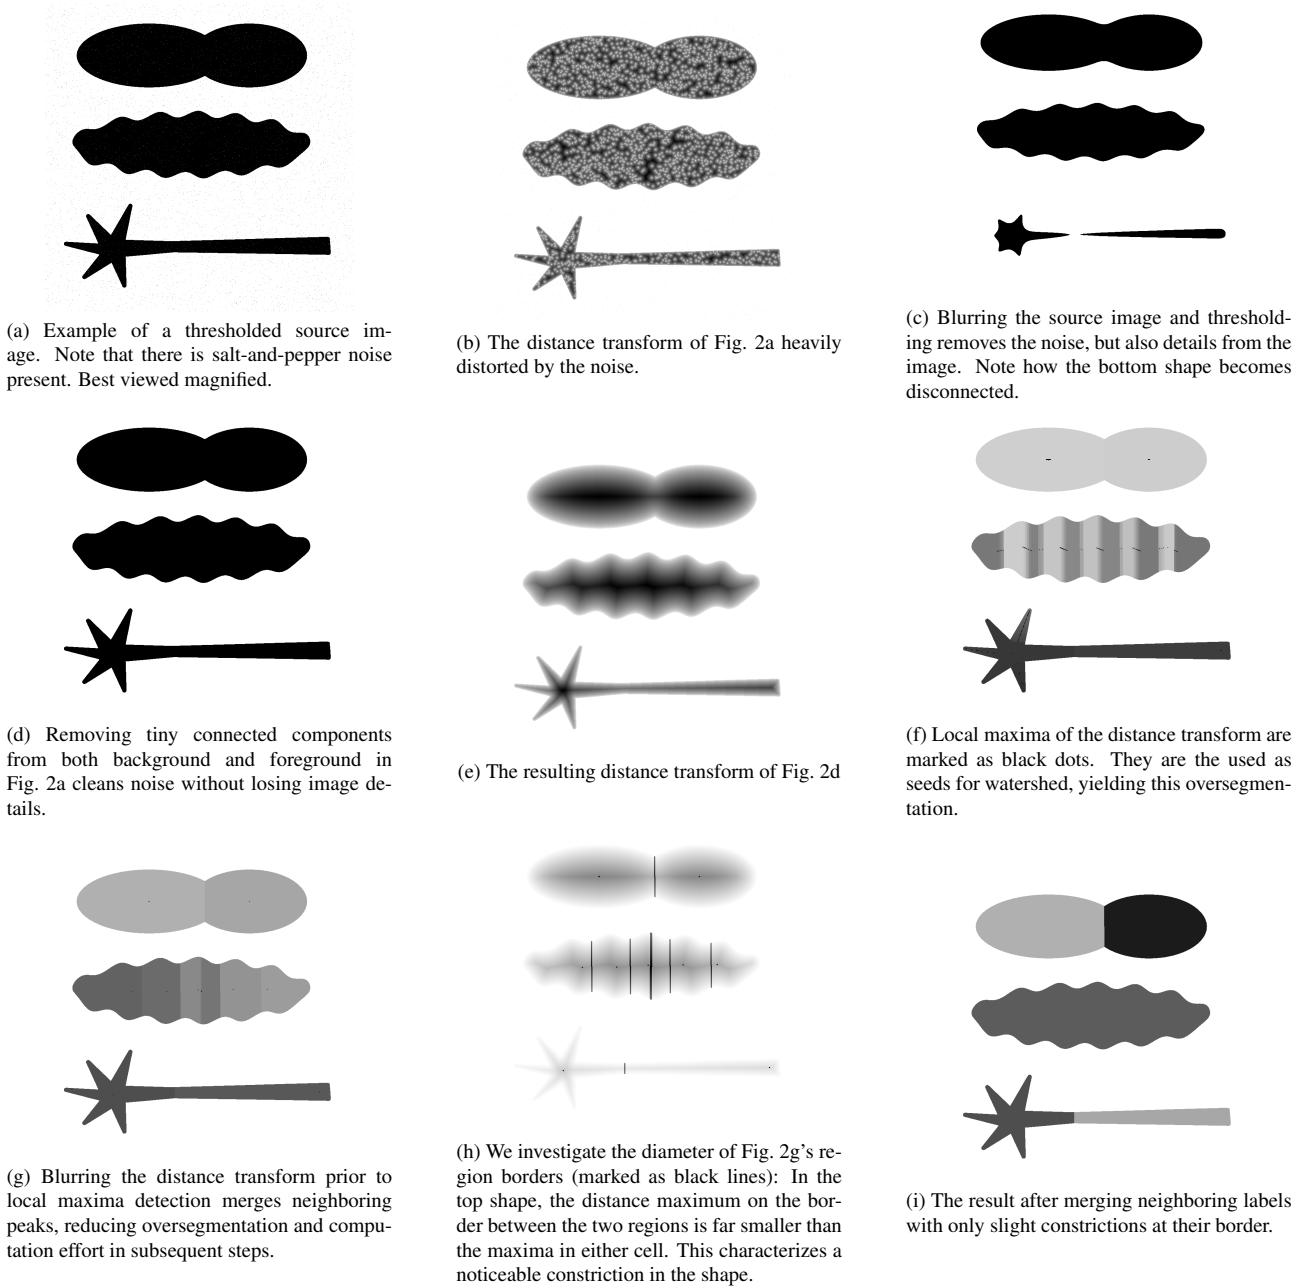 (a) Example of a thresholded source im-
age. Note that there is salt-and-pepper noise
present. Best viewed magnified.
(b) The distance transform of Fig. 2a heavily
distorted by the noise.
(c) Blurring the source image and threshold-
ing removes the noise, but also details from the
image. Note how the bottom shape becomes
disconnected.
(d) Removing tiny connected components
from both background and foreground in
Fig. 2a cleans noise without losing image de-
tails.
(e) The resulting distance transform of Fig. 2d
(f) Local maxima of the distance transform are
marked as black dots. They are the used as
seeds for watershed, yielding this oversegmen-
tation.
(g) Blurring the distance transform prior to
local maxima detection merges neighboring
peaks, reducing oversegmentation and compu-
tation effort in subsequent steps.
(h) We investigate the diameter of Fig. 2g's re-
gion borders (marked as black lines): In the
top shape, the distance maximum on the bor-
der between the two regions is far smaller than
the maxima in either cell. This characterizes a
noticeable constriction in the shape.
(i) The result after merging neighboring labels
with only slight constrictions at their border.